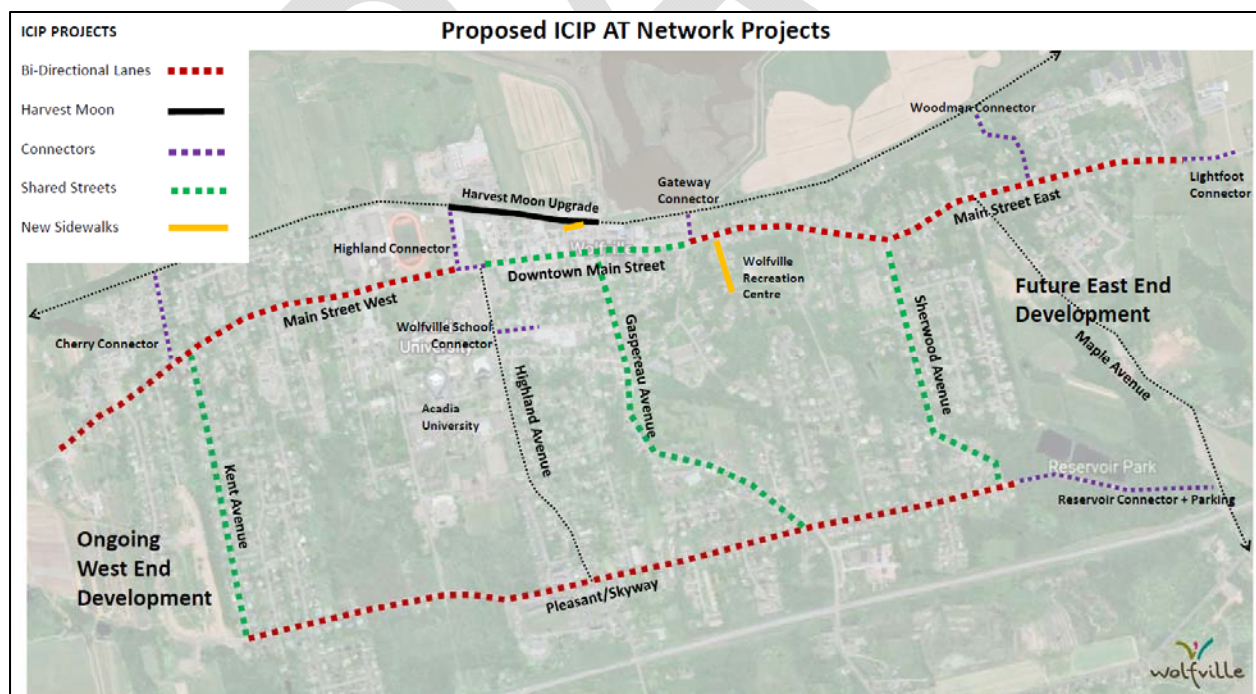 Proposed ICIP AT Network Projects
ICIP PROJECTS
Bi-Directional Lanes
Harvest Moon
Connectors
Shared Streets
New Sidewalks
Woodman Connector
Lightfoot
Connector
Main Street East
Gateway
Connector
Harvest Moon Upgrade
Highland Connector
Wolfville
Downtown Main Street
Wolfville
Recreation
Centre
Main Street West
Cherry Connector
Wolfville School
Connector
University
Acadia
University
Highland Avenue
Gaspereau Avenue
Sherwood Avenue
Future East End
Development
Maple Avenue
Kent Avenue
Reservoir Park
Reservoir Connector + Parking
Ongoing
West End
Development
Pleasant/Skyway
wolfville